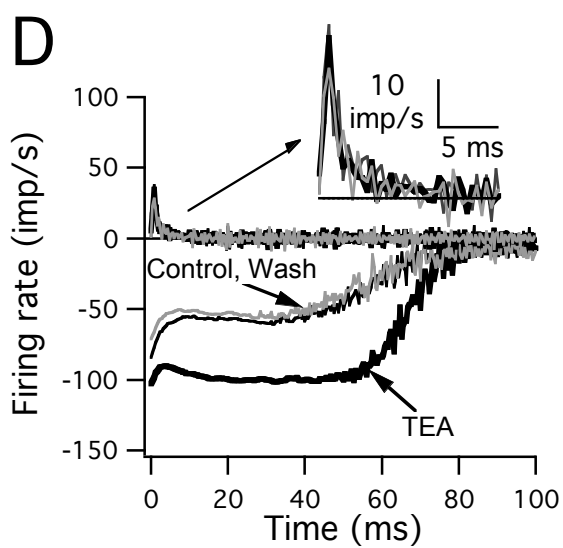 D
10
imp/s
5 ms
100
50
0
-50
-100
-150
Firing rate (imp/s)
Control, Wash
TEA
0 20 40 60 80 100
Time (ms)